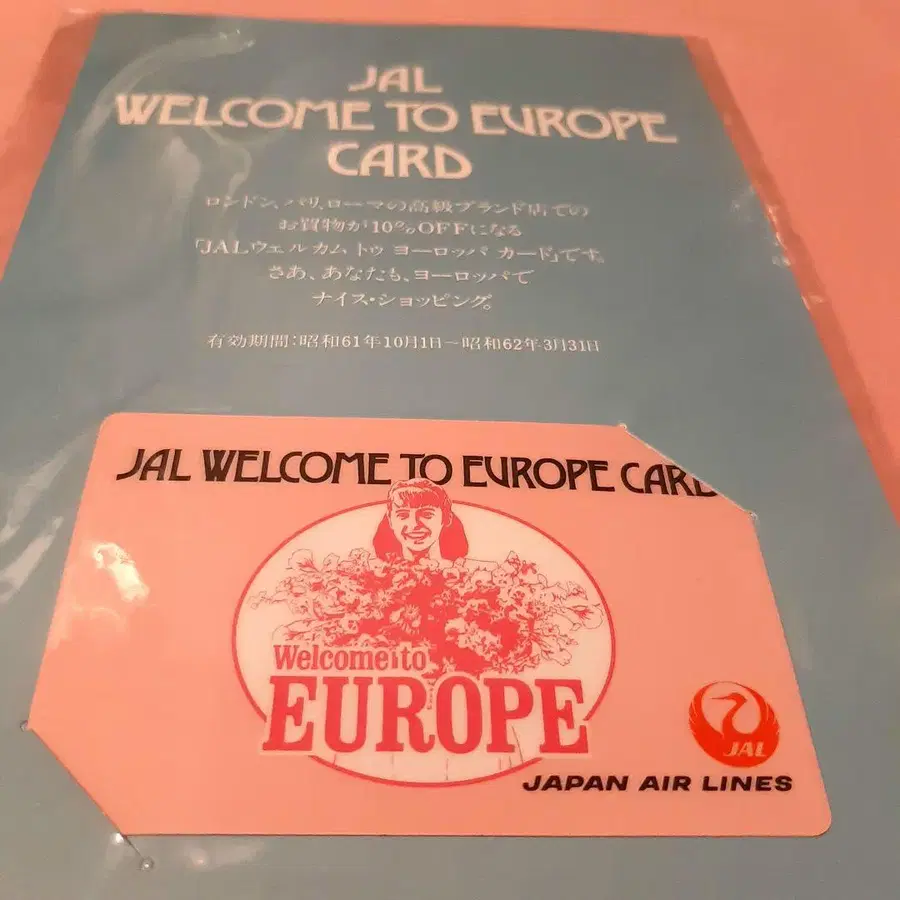 JAL
WELCOME TO EUROPE
CARD
ロンドン、パリ、ローマの高級ブランド店での
お買物が10%OFFになる
「JALウェルカム トゥ ヨーロッパ カード」です。
さあ、あなたも、ヨーロッパで
ナイス・ショッピング。
有効期間：昭和61年10月1日〜昭和62年3月31日
JAL WELCOME TO EUROPE CARD
Welcome to
EUROPE
JAL
JAPAN AIR LINES